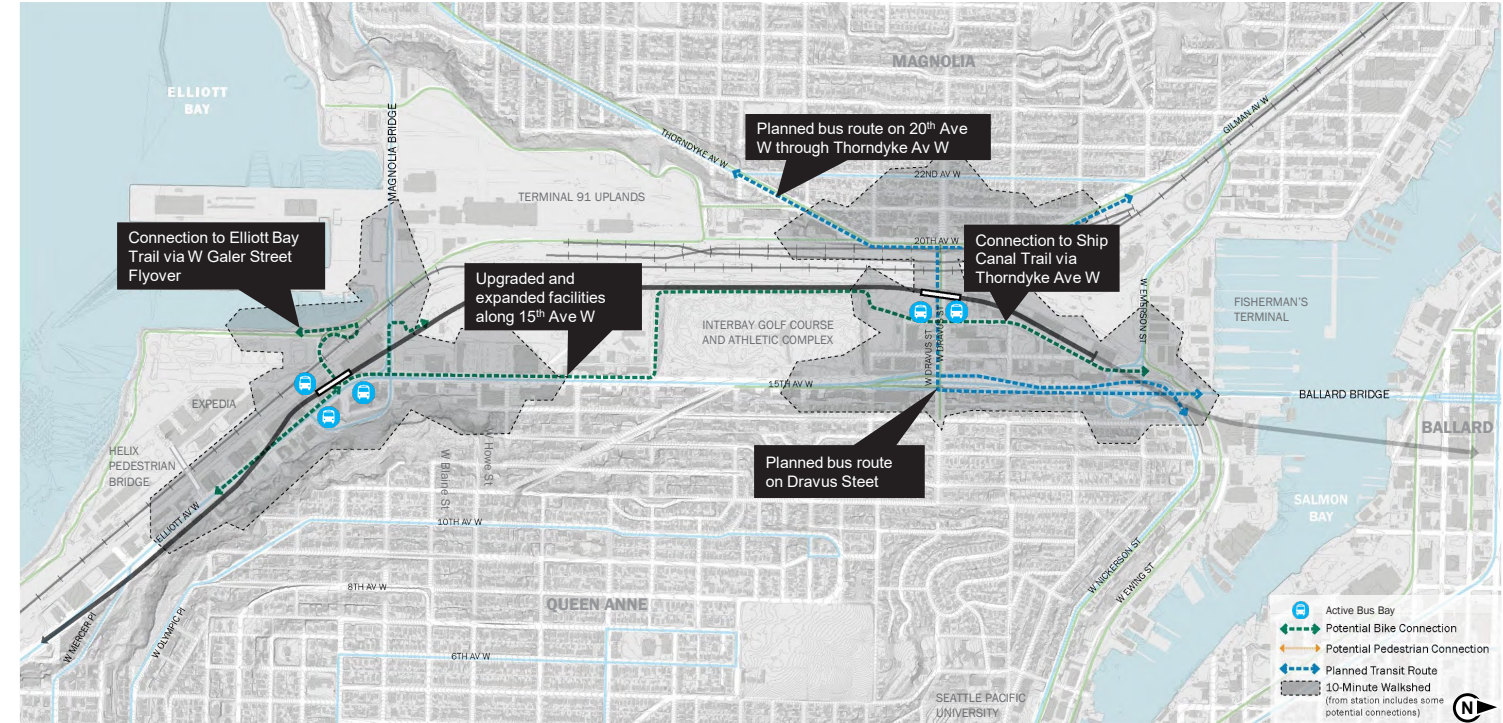 MAGNOLIA
ELLIOTT
BAY
MAGNOLIA BRIDGE
GILMAN AV W
THORNDYKE AV W
Planned bus route on 20th Ave
W through Thorndyke Av W
22ND AV W
TERMINAL 91 UPLANDS
Connection to Elliott Bay
Trail via W Galer Street
Flyover
20TH AV W
Connection to Ship
Canal Trail via
Thorndyke Ave W
Upgraded and
expanded facilities
along 15th Ave W
W EMERSON ST
FISHERMAN'S
TERMINAL
INTERBAY GOLF COURSE
AND ATHLETIC COMPLEX
W DRAVUS ST
W DRAVUS ST
15TH AV W
EXPEDIA
BALLARD BRIDGE
BALLARD
HELIX
PEDESTRIAN
BRIDGE
W Blaine St
W Howe St
Planned bus route
on Dravus Steet
SALMON
BAY
ELLIOTT AV W
10TH AV W
W NICKERSON ST
W EWING ST
8TH AV W
QUEEN ANNE
W MERCER Pl
W OLYMPIC Pl
6TH AV W
SEATTLE PACIFIC
UNIVERSITY
Active Bus Bay
Potential Bike Connection
Potential Pedestrian Connection
Planned Transit Route
10-Minute Walkshed
(from station includes some
potential connections)
N